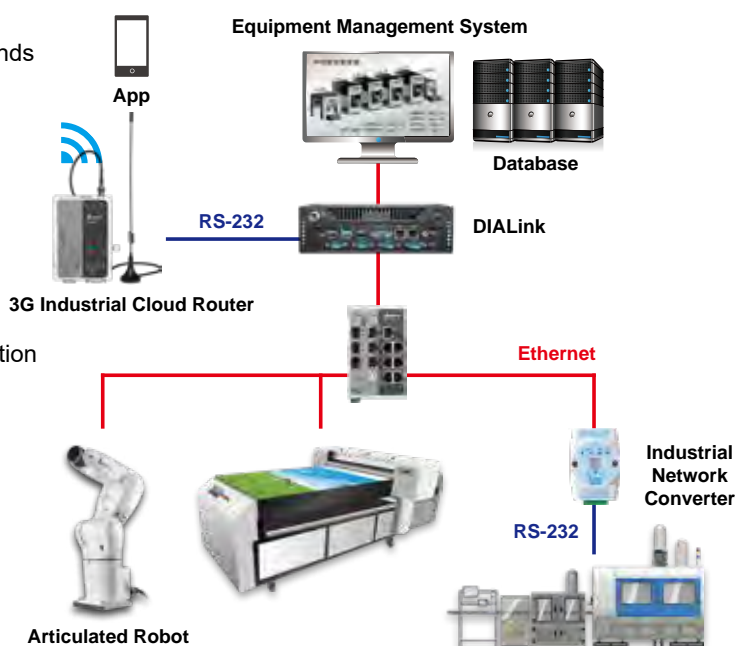 Equipment Management System
nds
App
Database
RS-232
DIALink
3G Industrial Cloud Router
tion
Ethernet
Industrial
Network
Converter
RS-232
Articulated Robot